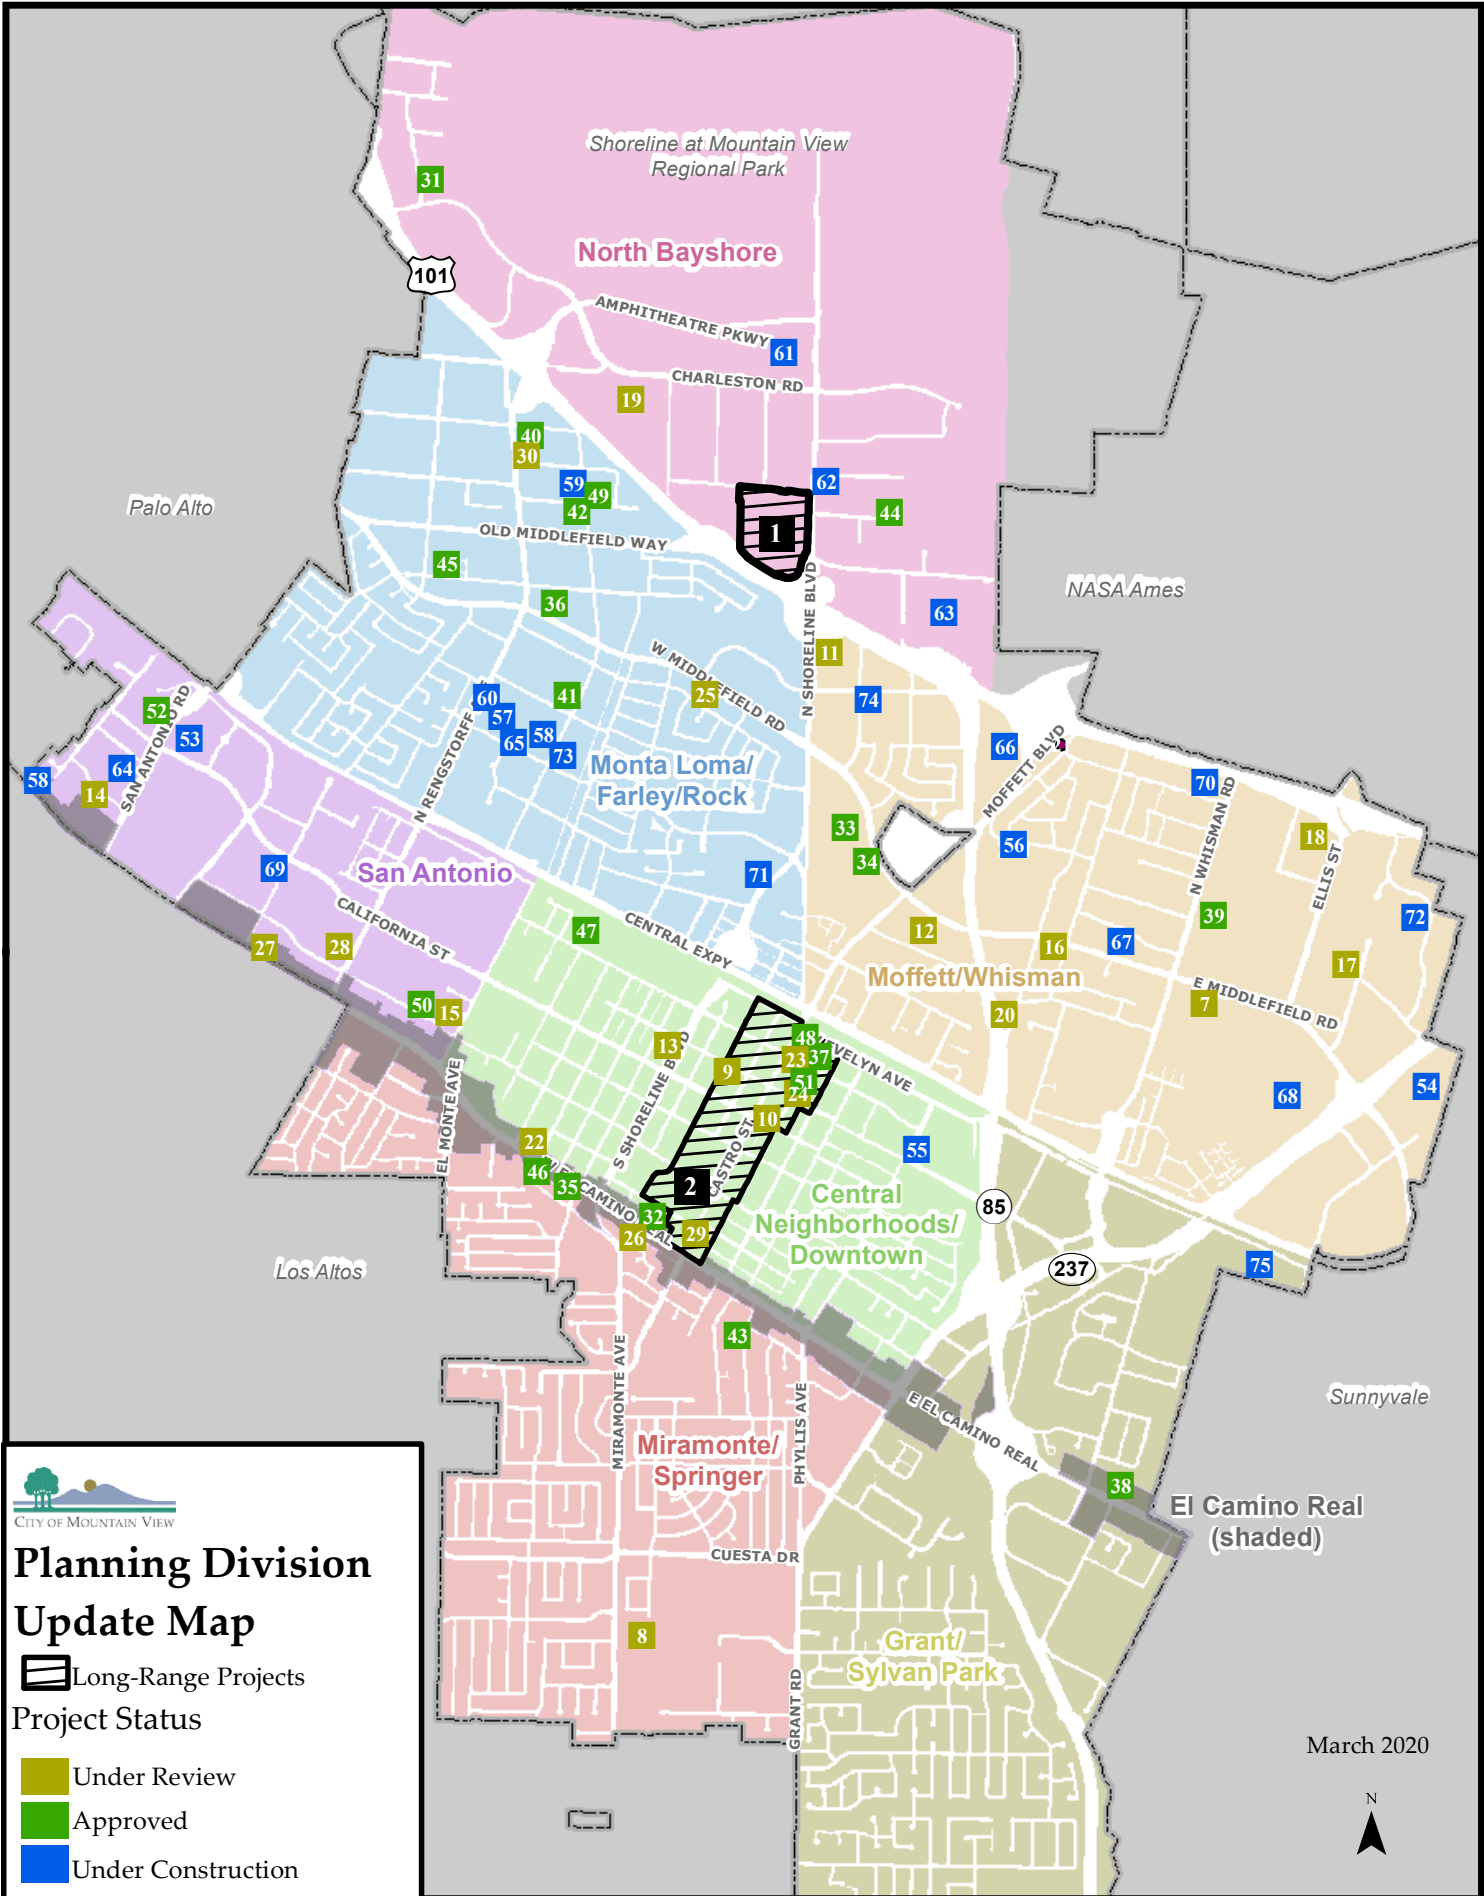 Shoreline at Mountain View
Regional Park
31
North Bayshore
101
AMPHITHEATRE PKWY
61
CHARLESTON RD
19
40
30
59
49
42
62
44
1
Palo Alto
OLD MIDDLEFIELD WAY
45
36
N SHORELINE BLVD
NASA Ames
63
11
W MIDDLEFIELD RD
25
41
74
60
57
65
58
73
N RENGSTORFF
52
53
SAN ANTONIO RD
64
58
14
Monta Loma/
Farley/Rock
66
MOFFETT BLVD
70
N WHISMAN RD
18
ELLIS ST
33
34
56
69
San Antonio
71
CALIFORNIA ST
47
CENTRAL EXPY
12
16
67
39
72
17
27
28
Moffett/Whisman
7
E MIDDLEFIELD RD
20
50
15
13
48
23
37
51
24
EVELYN AVE
9
10
68
54
EL MONTE AVE
S SHORELINE BLVD
CASTRO ST
22
46
35
55
2
Central
Neighborhoods/
Downtown
85
32
26
29
237
75
Los Altos
43
MIRAMONTE AVE
PHYLLIS AVE
E EL CAMINO REAL
Sunnyvale
Miramonte/
Springer
38
El Camino Real
(shaded)
CUESTA DR
8
Grant/
Sylvan Park
GRANT RD
CITY OF MOUNTAIN VIEW
Planning Division
Update Map
Long-Range Projects
Project Status
Under Review
Approved
Under Construction
March 2020
N